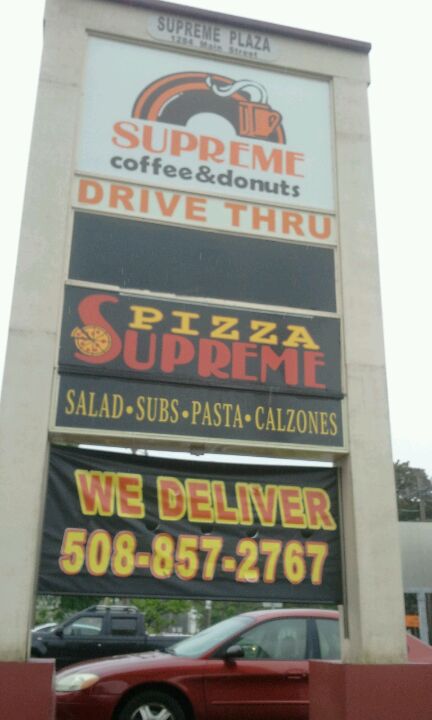 SUPREME PLAZA
1284 Main Street
SUPREME
coffee&donuts
DRIVE THRU
PIZZA
SUPREME
SALAD•SUBS•PASTA•CALZONES
WE DELIVER
508-857-2767